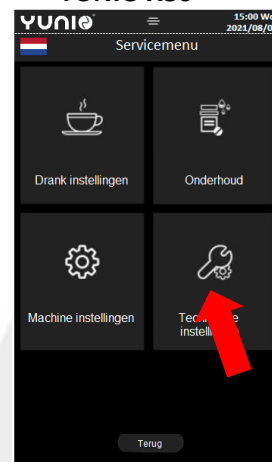 YUNIO
15:00
2021/08/0
Servicemenu
Drank instellingen
Onderhoud
Machine instellingen
Terug